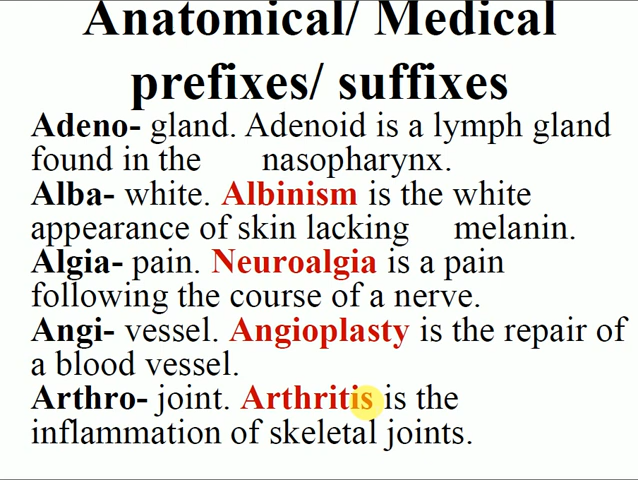 Anatomical/ Medical
prefixes/ suffixes
Adeno- gland. Adenoid is a lymph gland
found in the nasopharynx.
Alba- white. Albinism is the white
appearance of skin lacking melanin.
Algia- pain. Neuroalgia is a pain
following the course of a nerve.
Angi- vessel. Angioplasty is the repair of
a blood vessel.
Arthro- joint. Arthritis is the
inflammation of skeletal joints.